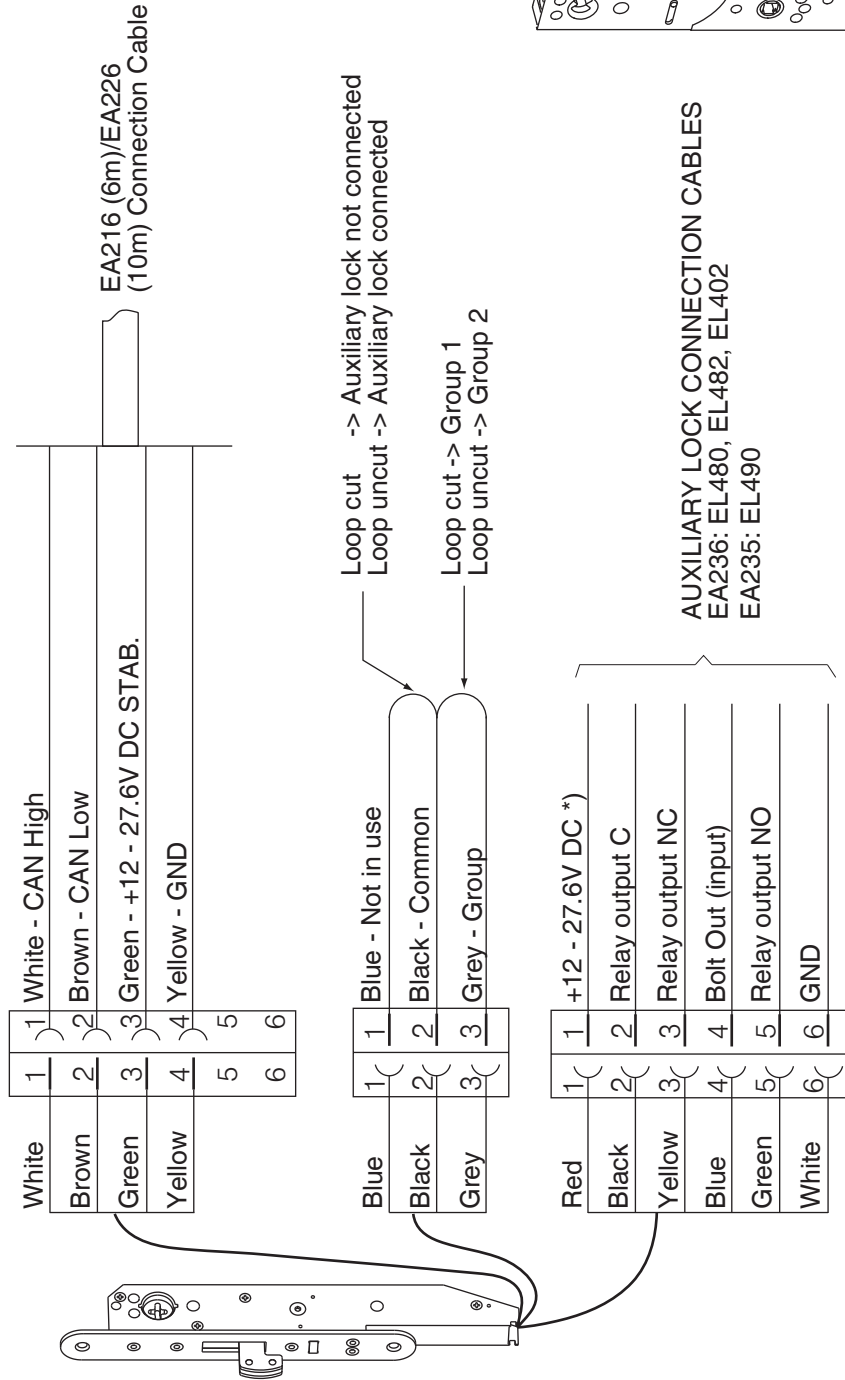 EA216 (6m)/EA226
(10m) Connection Cable
White
Brown
Green
Yellow
1
2
3
4
5
6
1
2
3
4
5
6
White - CAN High
Brown - CAN Low
Green - +12 - 27.6V DC STAB.
Yellow - GND
Blue
Black
Grey
1
2
3
1
2
3
Blue - Not in use
Black - Common
Grey - Group
Loop cut -> Auxiliary lock not connected
Loop uncut -> Auxiliary lock connected
Loop cut -> Group 1
Loop uncut -> Group 2
Red
Black
Yellow
Blue
Green
White
1
2
3
4
5
6
1
2
3
4
5
6
+12 - 27.6V DC *)
Relay output C
Relay output NC
Bolt Out (input)
Relay output NO
GND
AUXILIARY LOCK CONNECTION CABLES
EA236: EL480, EL482, EL402
EA235: EL490